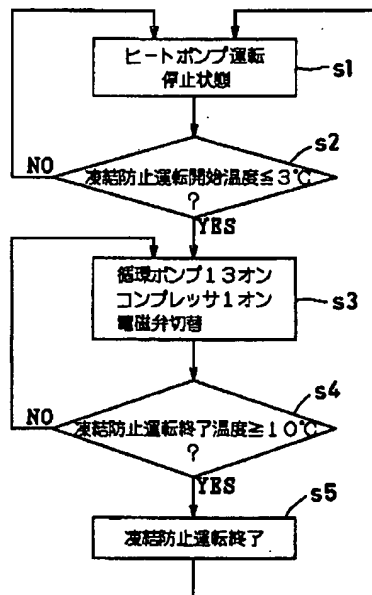 ヒートポンプ運転
停止状態
s1
s2
NO
凍結防止運転開始温度≦3℃
?
YES
循環ポンプ13オン
コンプレッサ1オン
電磁弁切替
s3
s4
NO
凍結防止運転終了温度≧10℃
?
YES
s5
凍結防止運転終了